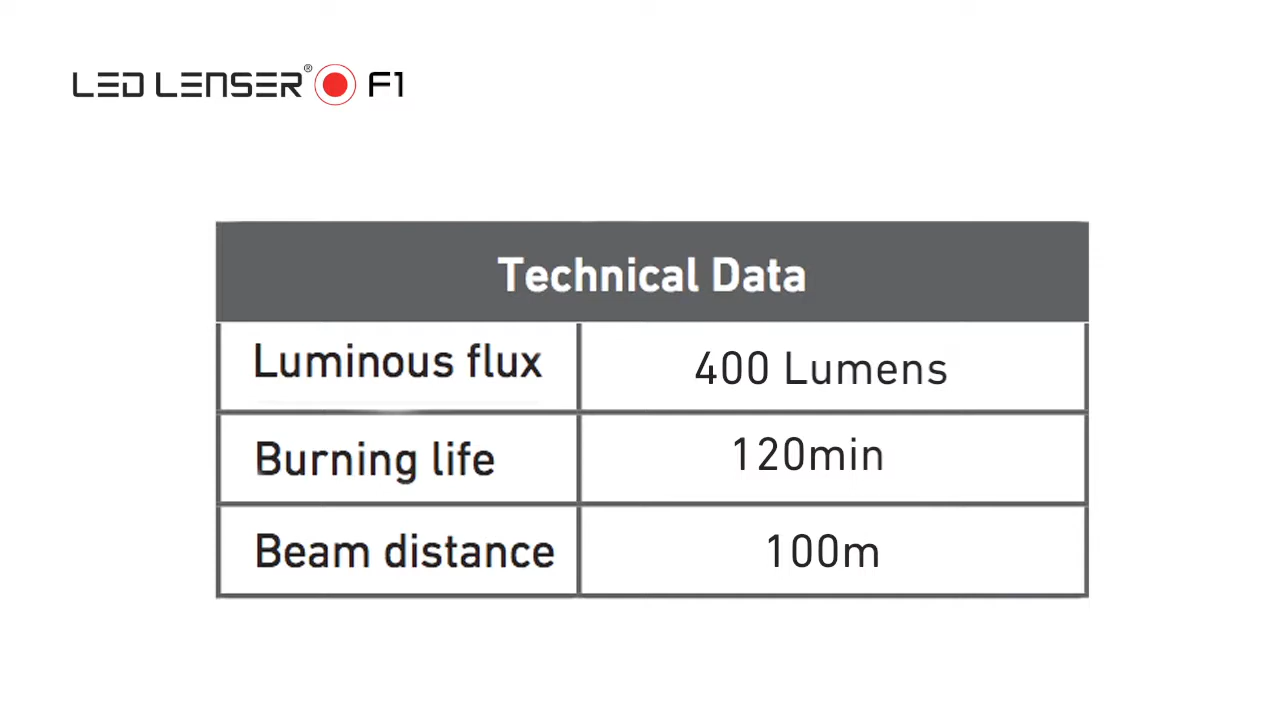 LED LENSER® F1
Technical Data
Luminous flux 400 Lumens
Burning life 120min
Beam distance 100m